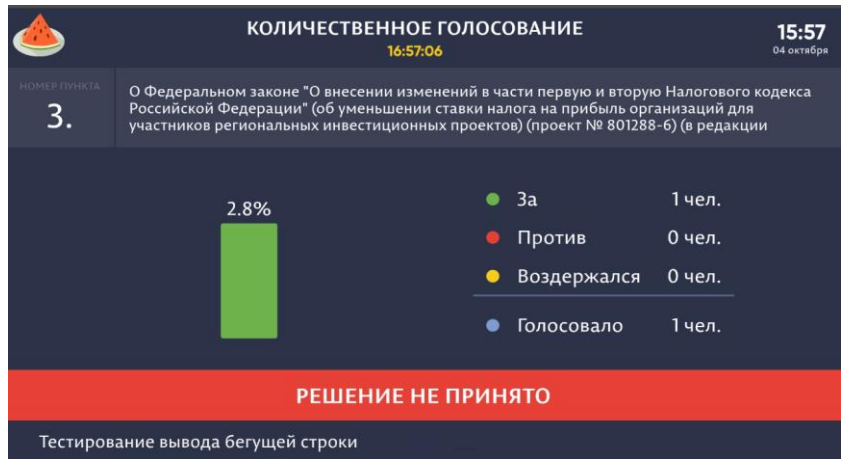 КОЛИЧЕСТВЕННОЕ ГОЛОСОВАНИЕ
16:57:06
15:57
04 октября
НОМЕР ПУНКТА
3.
О Федеральном законе "О внесении изменений в части первую и вторую Налогового кодекса
Российской Федерации" (об уменьшении ставки налога на прибыль организаций для
участников региональных инвестиционных проектов) (проект № 801288-6) (в редакции
2.8%
За 1 чел.
Против 0 чел.
Воздержался 0 чел.
Голосовало 1 чел.
РЕШЕНИЕ НЕ ПРИНЯТО
Тестирование вывода бегущей строки